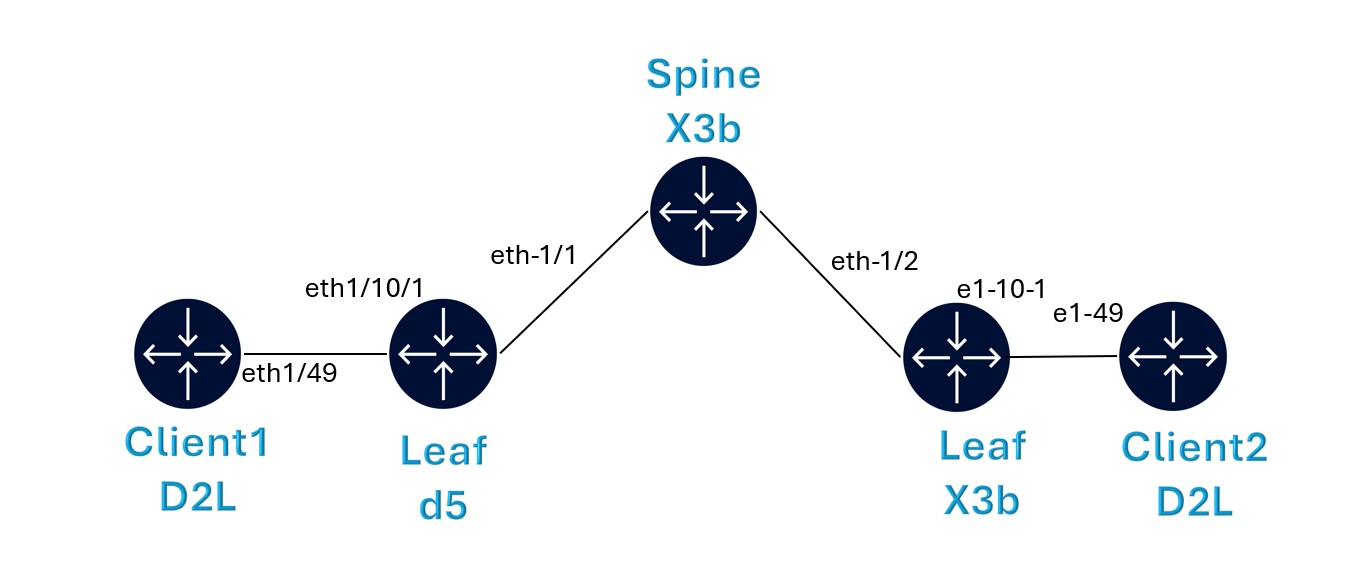 Spine
X3b
eth-1/1
eth-1/2
eth1/10/1
e1-10-1
e1-49
eth1/49
Client1
D2L
Leaf
d5
Leaf
X3b
Client2
D2L